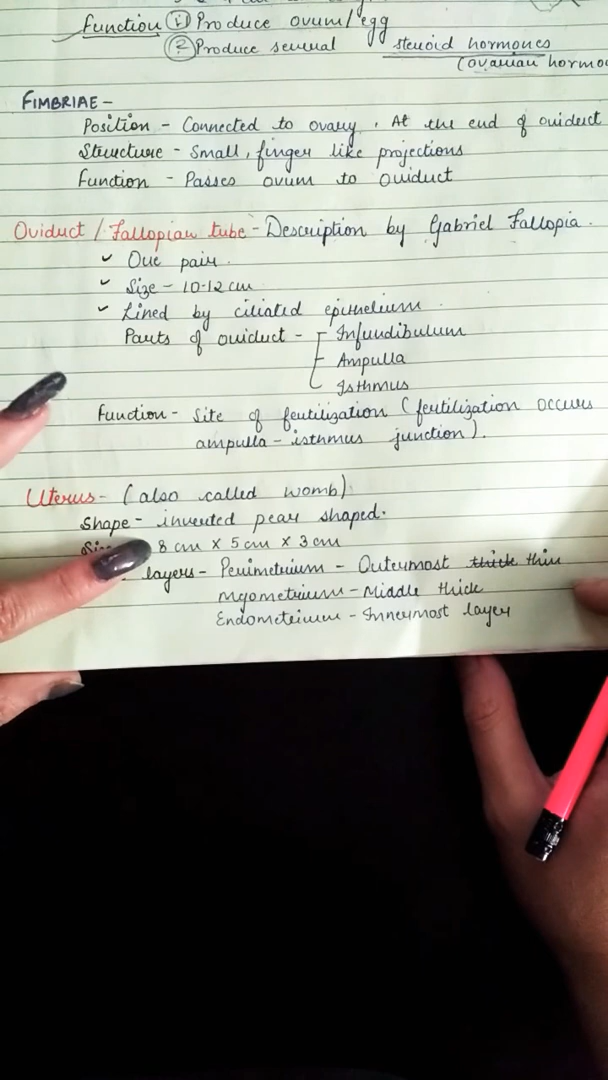 Function ① Produce ovum/egg
② Produce several steroid hormones
(ovarian hormo
FIMBRIAE -
Position - Connected to ovary, At the end of oviduct
Structure - Small, finger like projections
Function - Passes ovum to oviduct
Oviduct / Fallopian tube - Description by Gabriel Fallopia.
✓ One pair.
✓ Size - 10-12 cm
✓ Lined by ciliated epithelium
Parts of oviduct - Infundibulum
Ampulla
Isthmus
Function - Site of fertilization (fertilization occurs
ampulla - isthmus junction).
Uterus - (also called womb)
Shape - inverted pear shaped.
8 cm x 5 cm x 3 cm
layers - Perimetrium - Outermost thick thin
Myometrium - Middle thick
Endometrium - Innermost layer